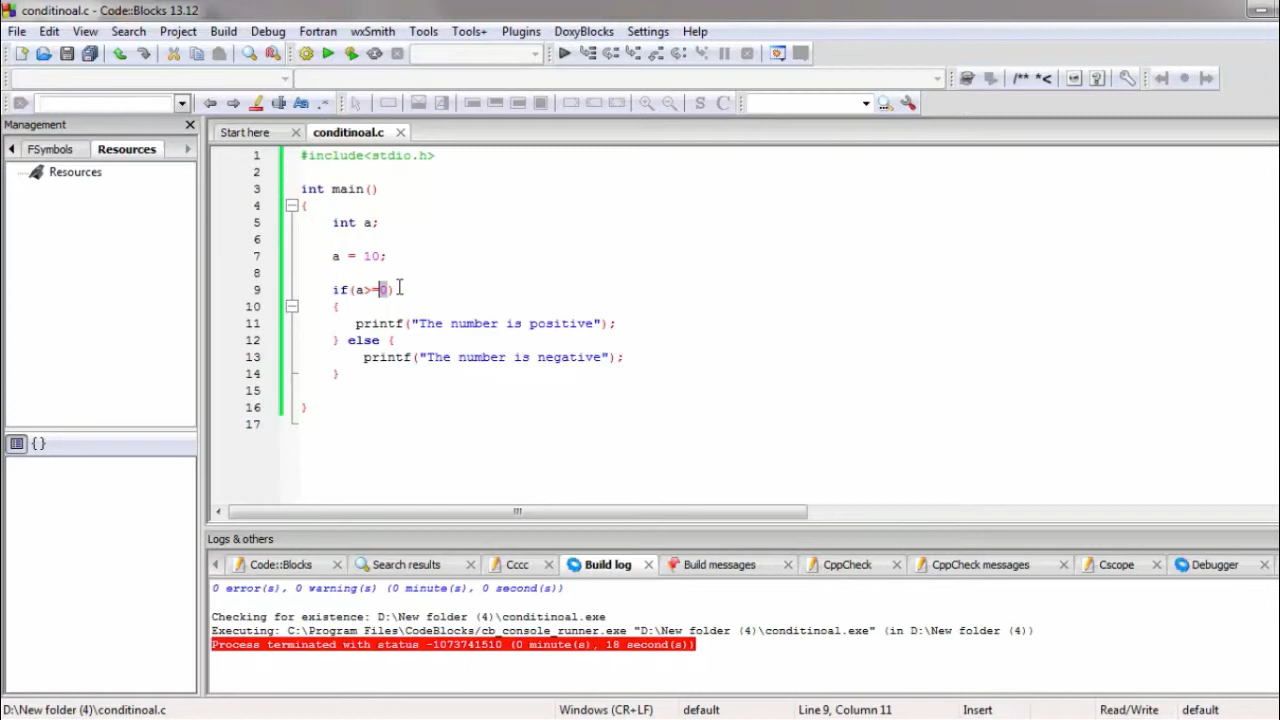 conditinoal.c - Code::Blocks 13.12
File Edit View Search Project Build Debug Fortran wxSmith Tools Tools+ Plugins DoxyBlocks Settings Help
/** *<
S C
Management
Start here conditinoal.c
FSymbols Resources
Resources
1 #include<stdio.h>
2
3 int main()
4 {
5 int a;
6
7 a = 10;
8
9 if(a>=0)
10 {
11 printf("The number is positive");
12 } else {
13 printf("The number is negative");
14 }
15
16 }
17
{}
Logs & others
Code::Blocks Search results Cccc Build log Build messages CppCheck CppCheck messages Cscope Debugger
0 error(s), 0 warning(s) (0 minute(s), 0 second(s))
Checking for existence: D:\New folder (4)\conditinoal.exe
Executing: C:\Program Files\CodeBlocks/cb_console_runner.exe "D:\New folder (4)\conditinoal.exe" (in D:\New folder (4))
Process terminated with status -1073741510 (0 minute(s), 18 second(s))
D:\New folder (4)\conditinoal.c Windows (CR+LF) default Line 9, Column 11 Insert Read/Write default